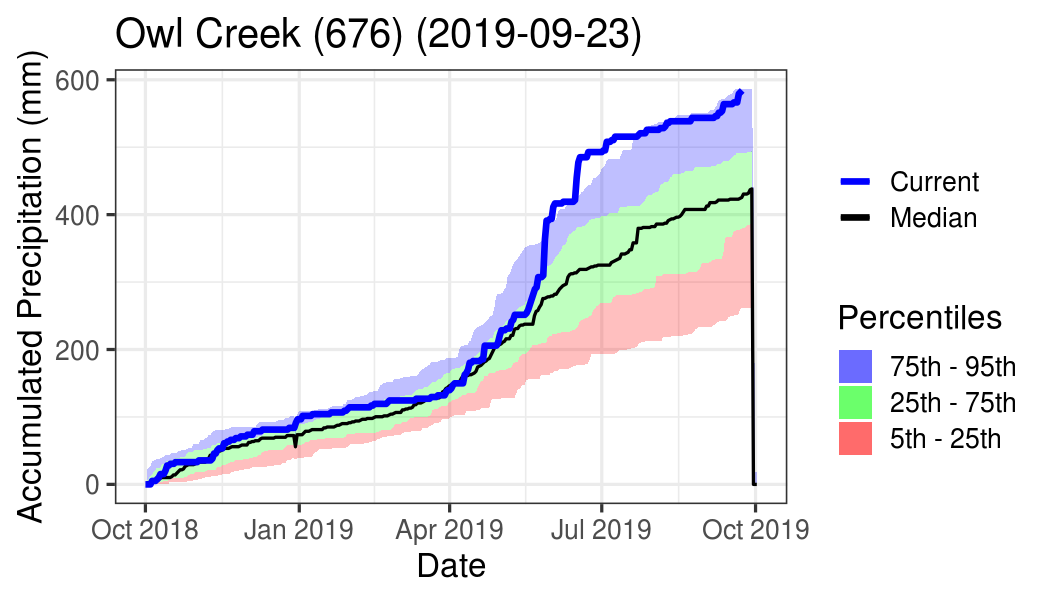 Owl Creek (676) (2019-09-23)
Accumulated Precipitation (mm)
600
400
200
0
Oct 2018
Jan 2019
Apr 2019
Jul 2019
Oct 2019
Date
Current
Median
Percentiles
75th - 95th
25th - 75th
5th - 25th